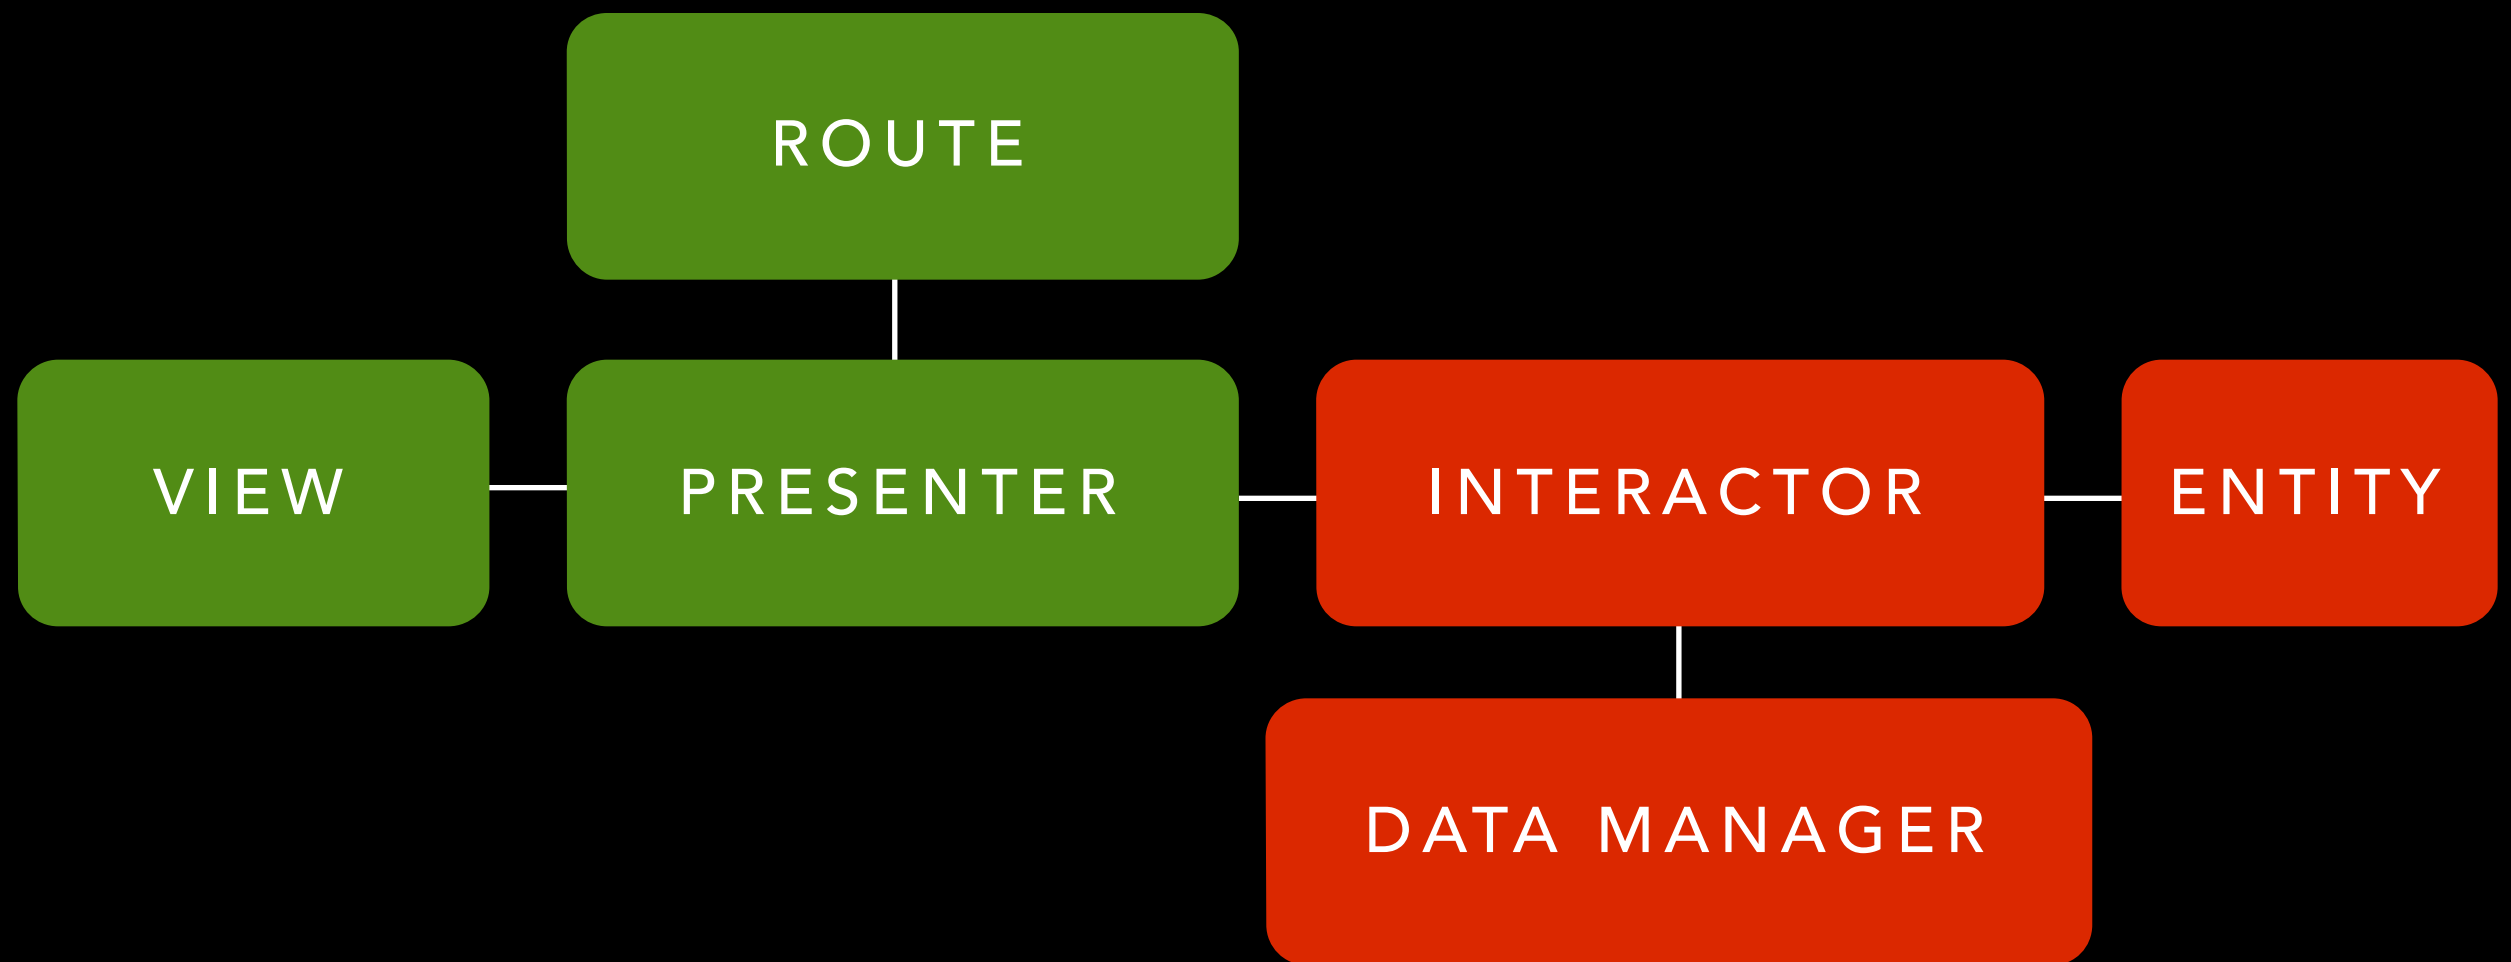 ROUTE
VIEW
PRESENTER
INTERACTOR
ENTITY
DATA MANAGER